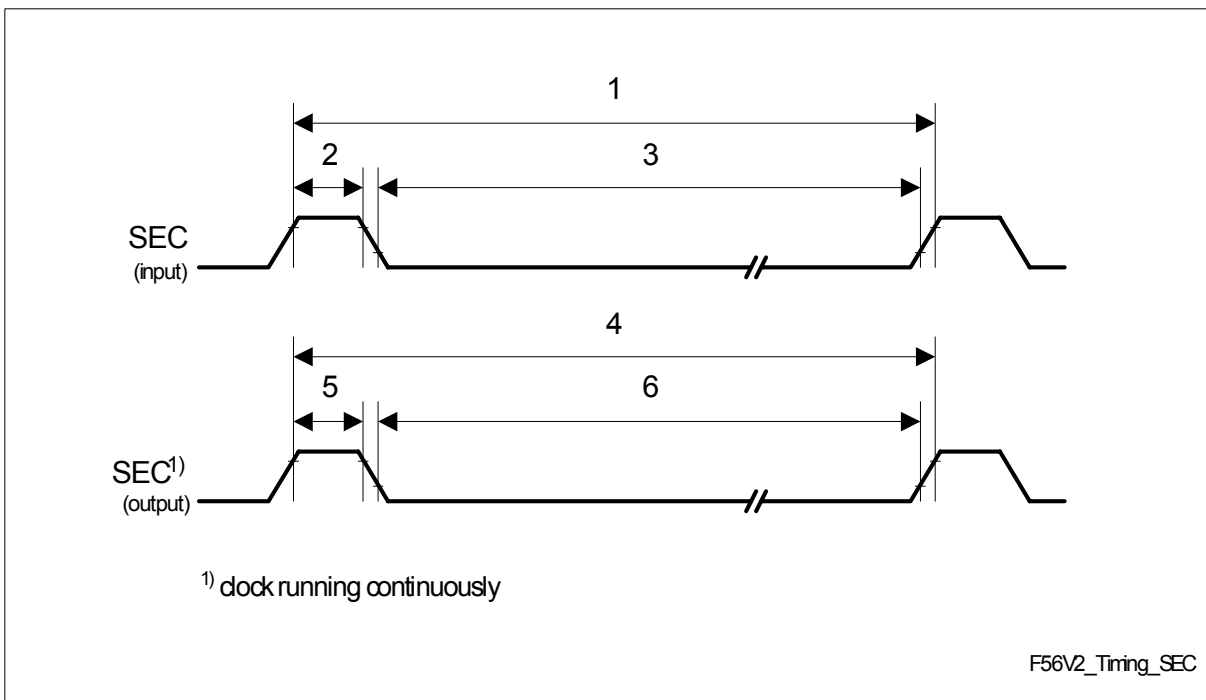 1
2 3
SEC
(input)
4
5 6
SEC1)
(output)
1) clock running continuously
F56V2_Timing_SEC